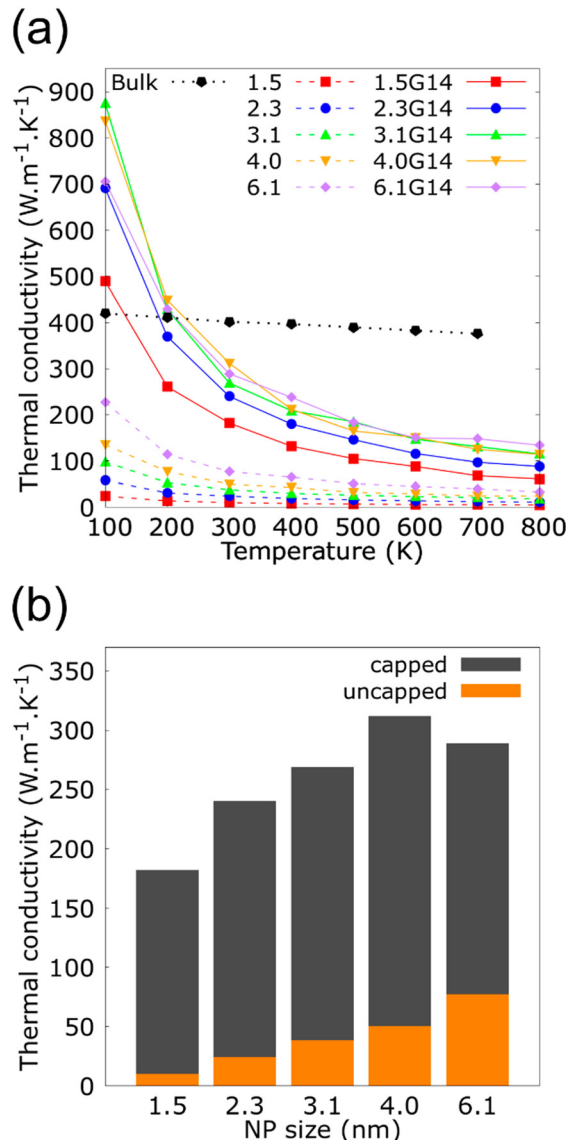 (a)
Thermal conductivity (W.m⁻¹.K⁻¹)
900
800
700
600
500
400
300
200
100
0
Bulk 1.5 1.5G14
2.3 2.3G14
3.1 3.1G14
4.0 4.0G14
6.1 6.1G14
100 200 300 400 500 600 700 800
Temperature (K)
(b)
Thermal conductivity (W.m⁻¹.K⁻¹)
350
300
250
200
150
100
50
0
capped
uncapped
1.5 2.3 3.1 4.0 6.1
NP size (nm)